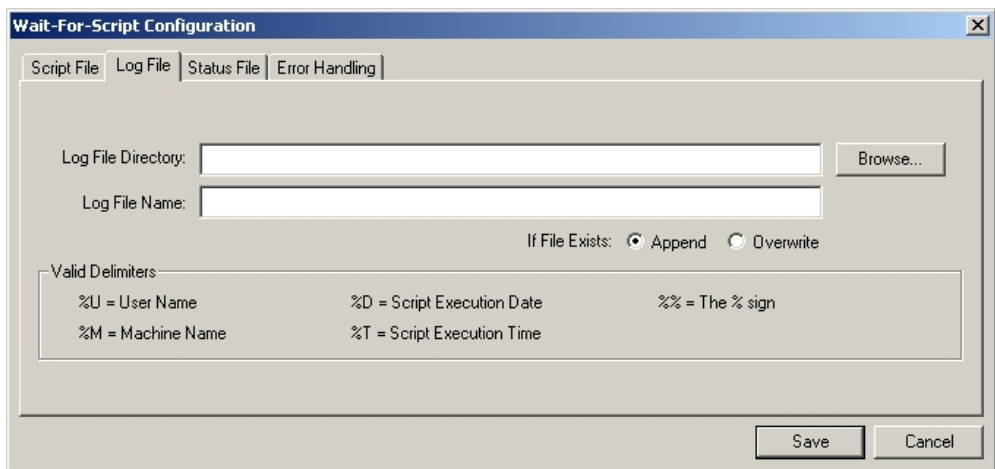 Wait-For-Script Configuration
Script File Log File Status File Error Handling
Log File Directory: Browse...
Log File Name:
If File Exists: Append Overwrite
Valid Delimiters
%U = User Name %D = Script Execution Date %% = The % sign
%M = Machine Name %T = Script Execution Time
Save Cancel